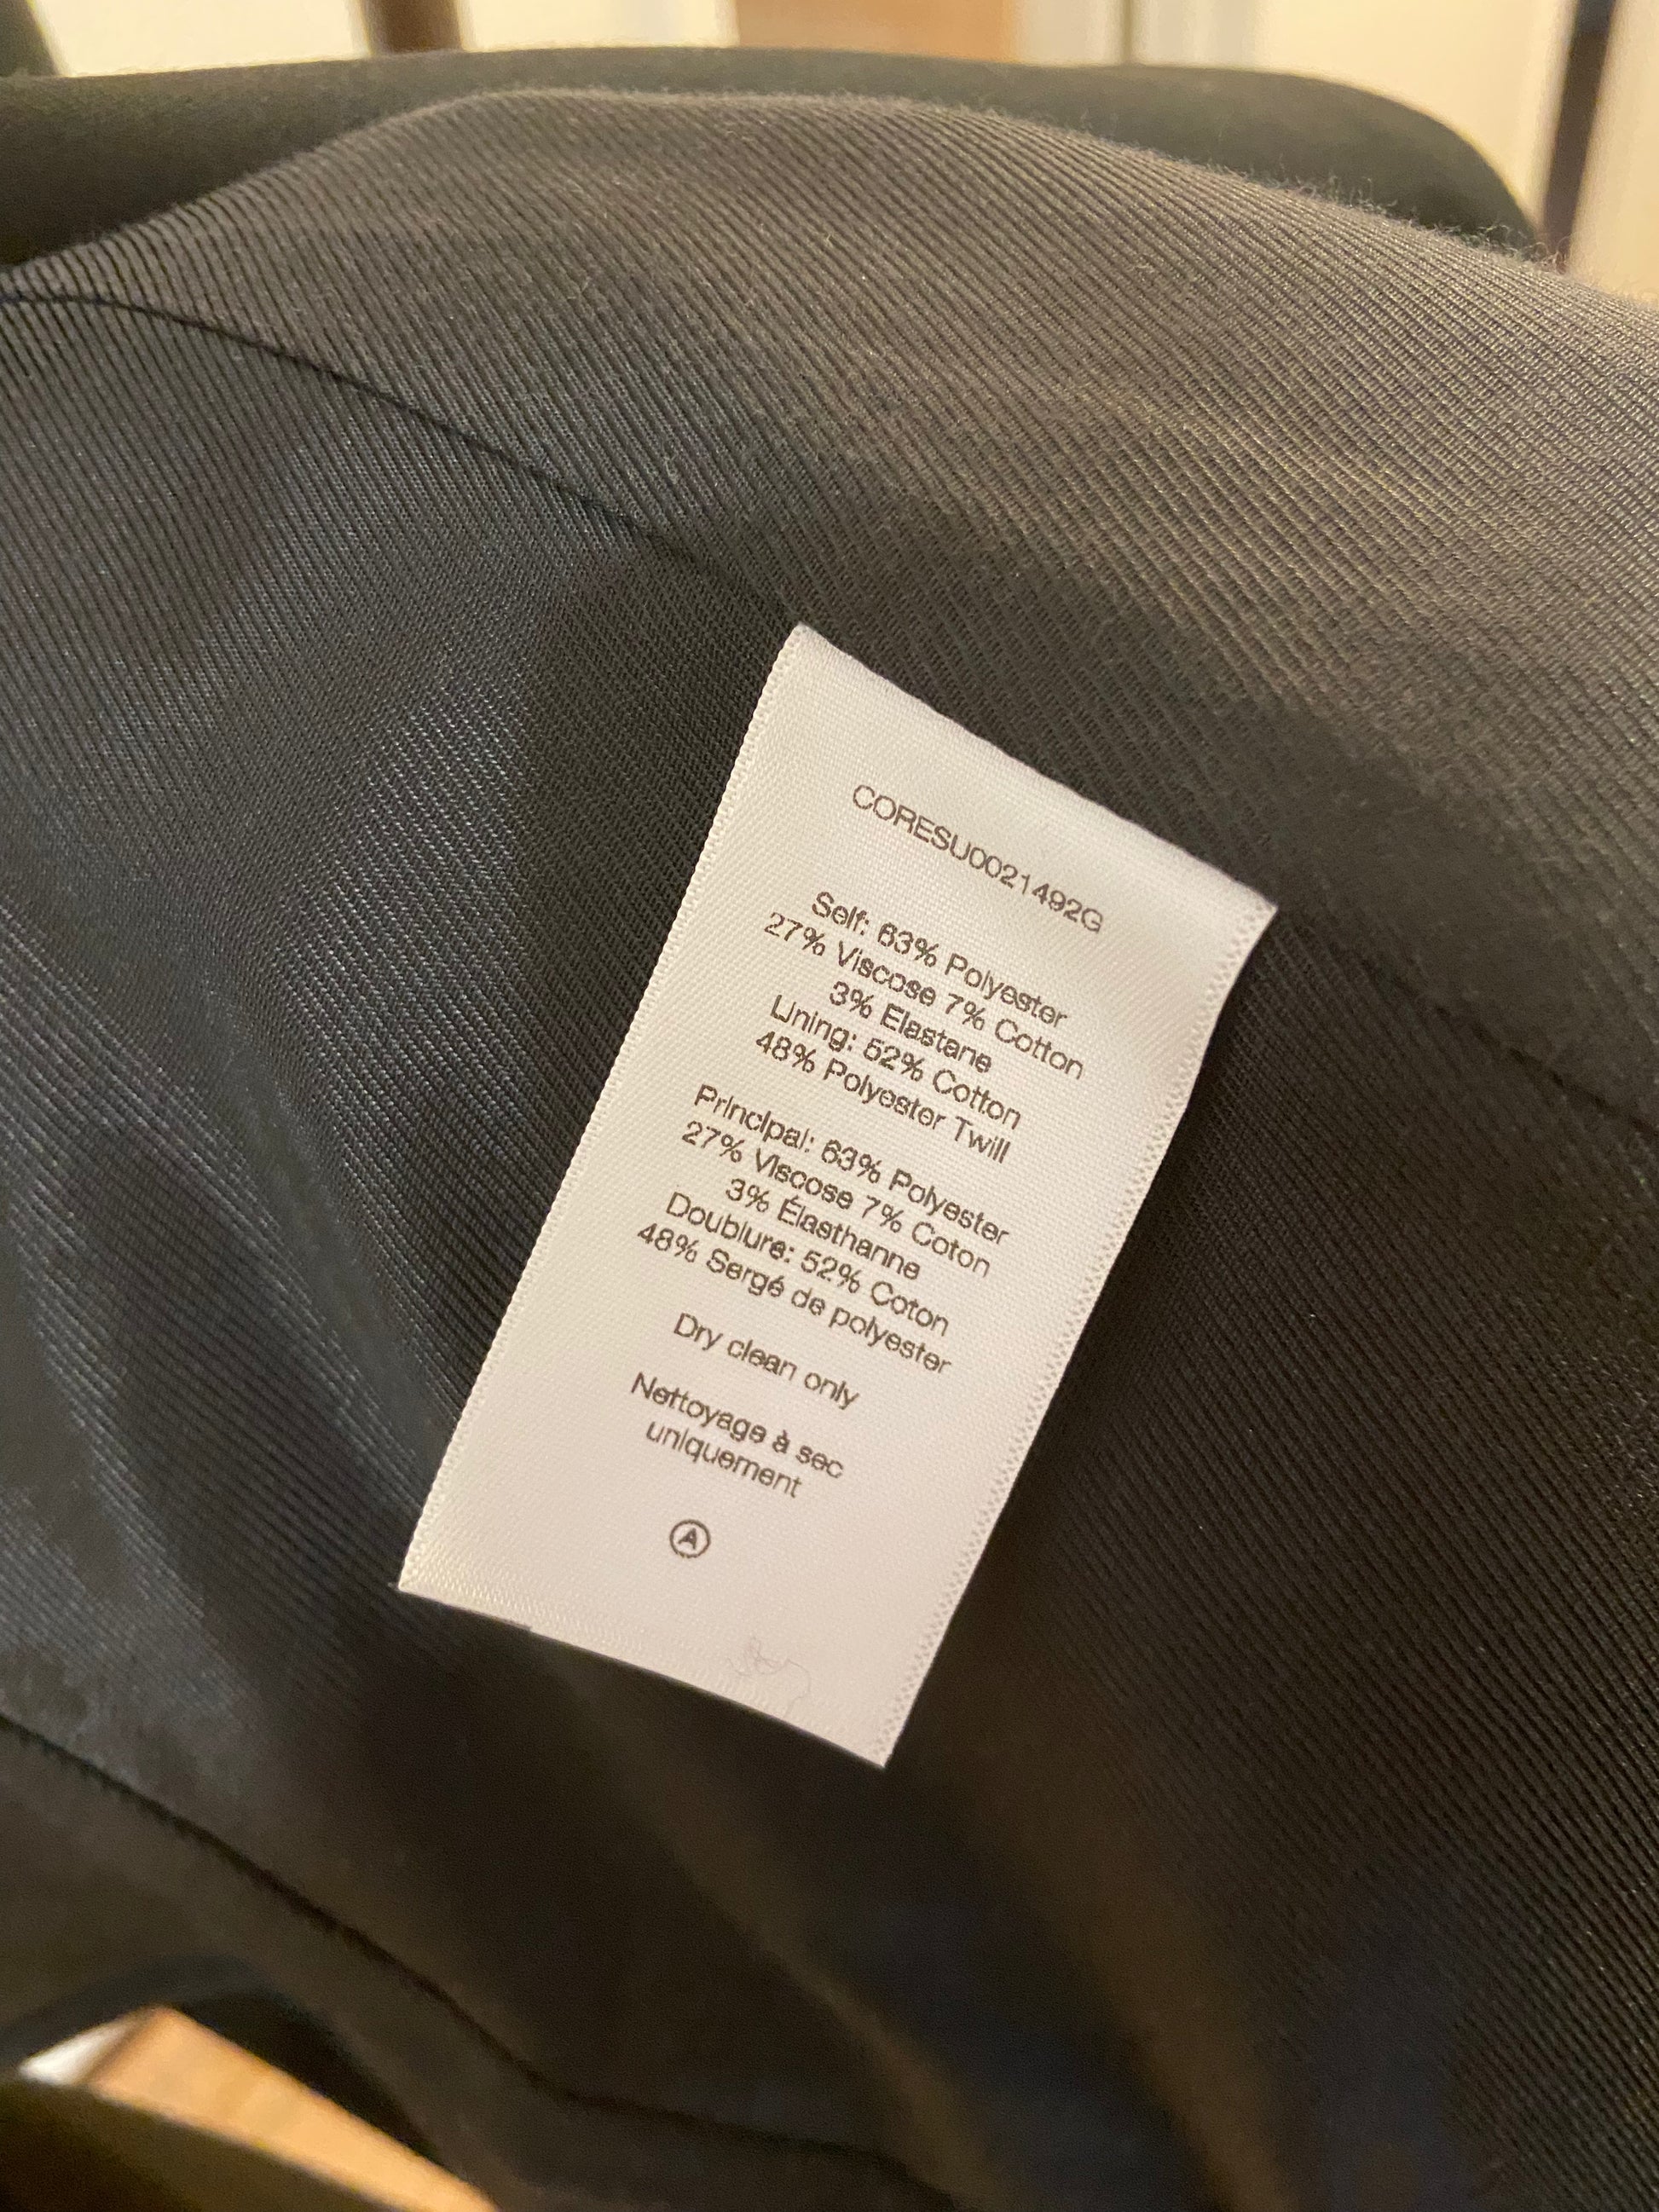 CORESU0021492G
Self: 63% Polyester
27% Viscose 7% Cotton
3% Elastane
Lining: 52% Cotton
48% Polyester Twill
Principal: 63% Polyester
27% Viscose 7% Coton
3% Élasthanne
Doublure: 52% Coton
48% Sergé de polyester
Dry clean only
Nettoyage à sec
uniquement
A